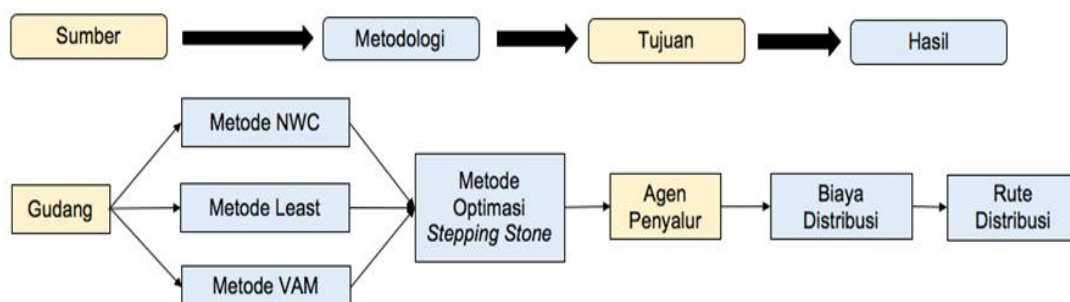 Sumber
Metodologi
Tujuan
Hasil
Gudang
Metode NWC
Metode Least
Metode VAM
Metode
Optimasi
Stepping Stone
Agen
Penyalur
Biaya
Distribusi
Rute
Distribusi